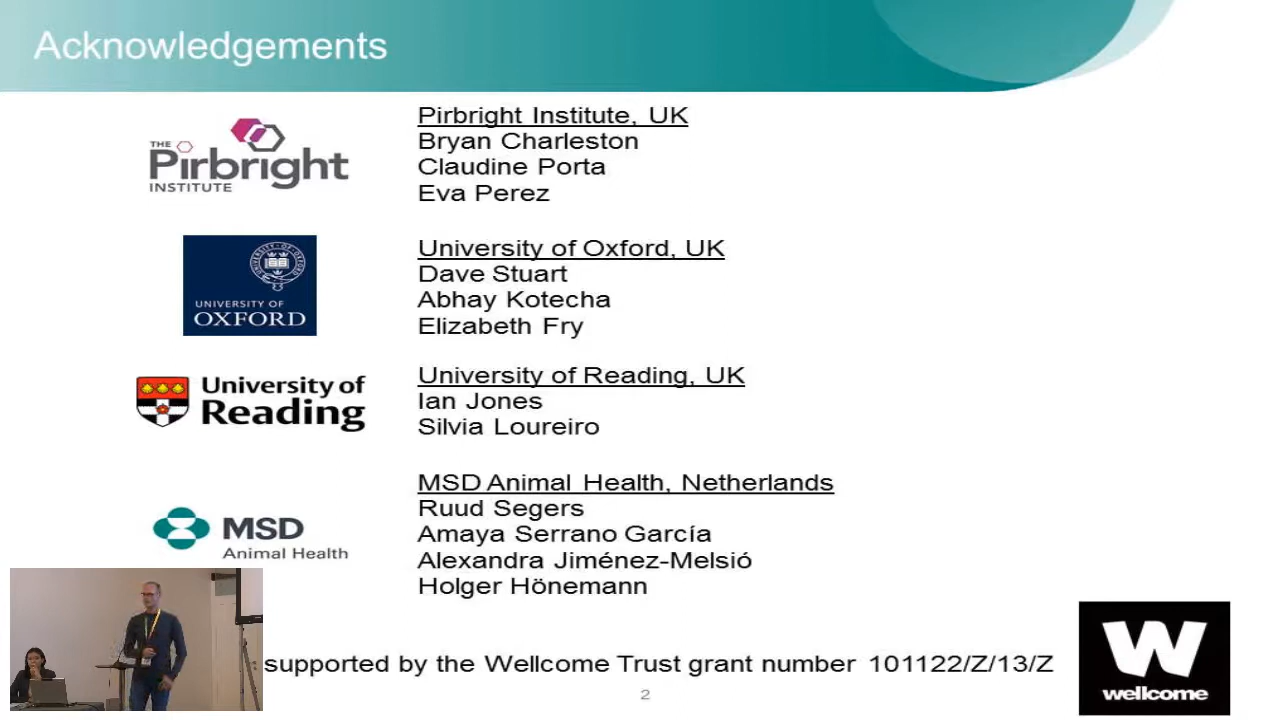 Acknowledgements
THE
Pirbright
INSTITUTE
Pirbright Institute, UK
Bryan Charleston
Claudine Porta
Eva Perez
UNIVERSITY OF
OXFORD
University of Oxford, UK
Dave Stuart
Abhay Kotecha
Elizabeth Fry
University of
Reading
University of Reading, UK
Ian Jones
Silvia Loureiro
MSD
Animal Health
MSD Animal Health, Netherlands
Ruud Segers
Amaya Serrano García
Alexandra Jiménez-Melsió
Holger Hönemann
supported by the Wellcome Trust grant number 101122/Z/13/Z
W
wellcome
2